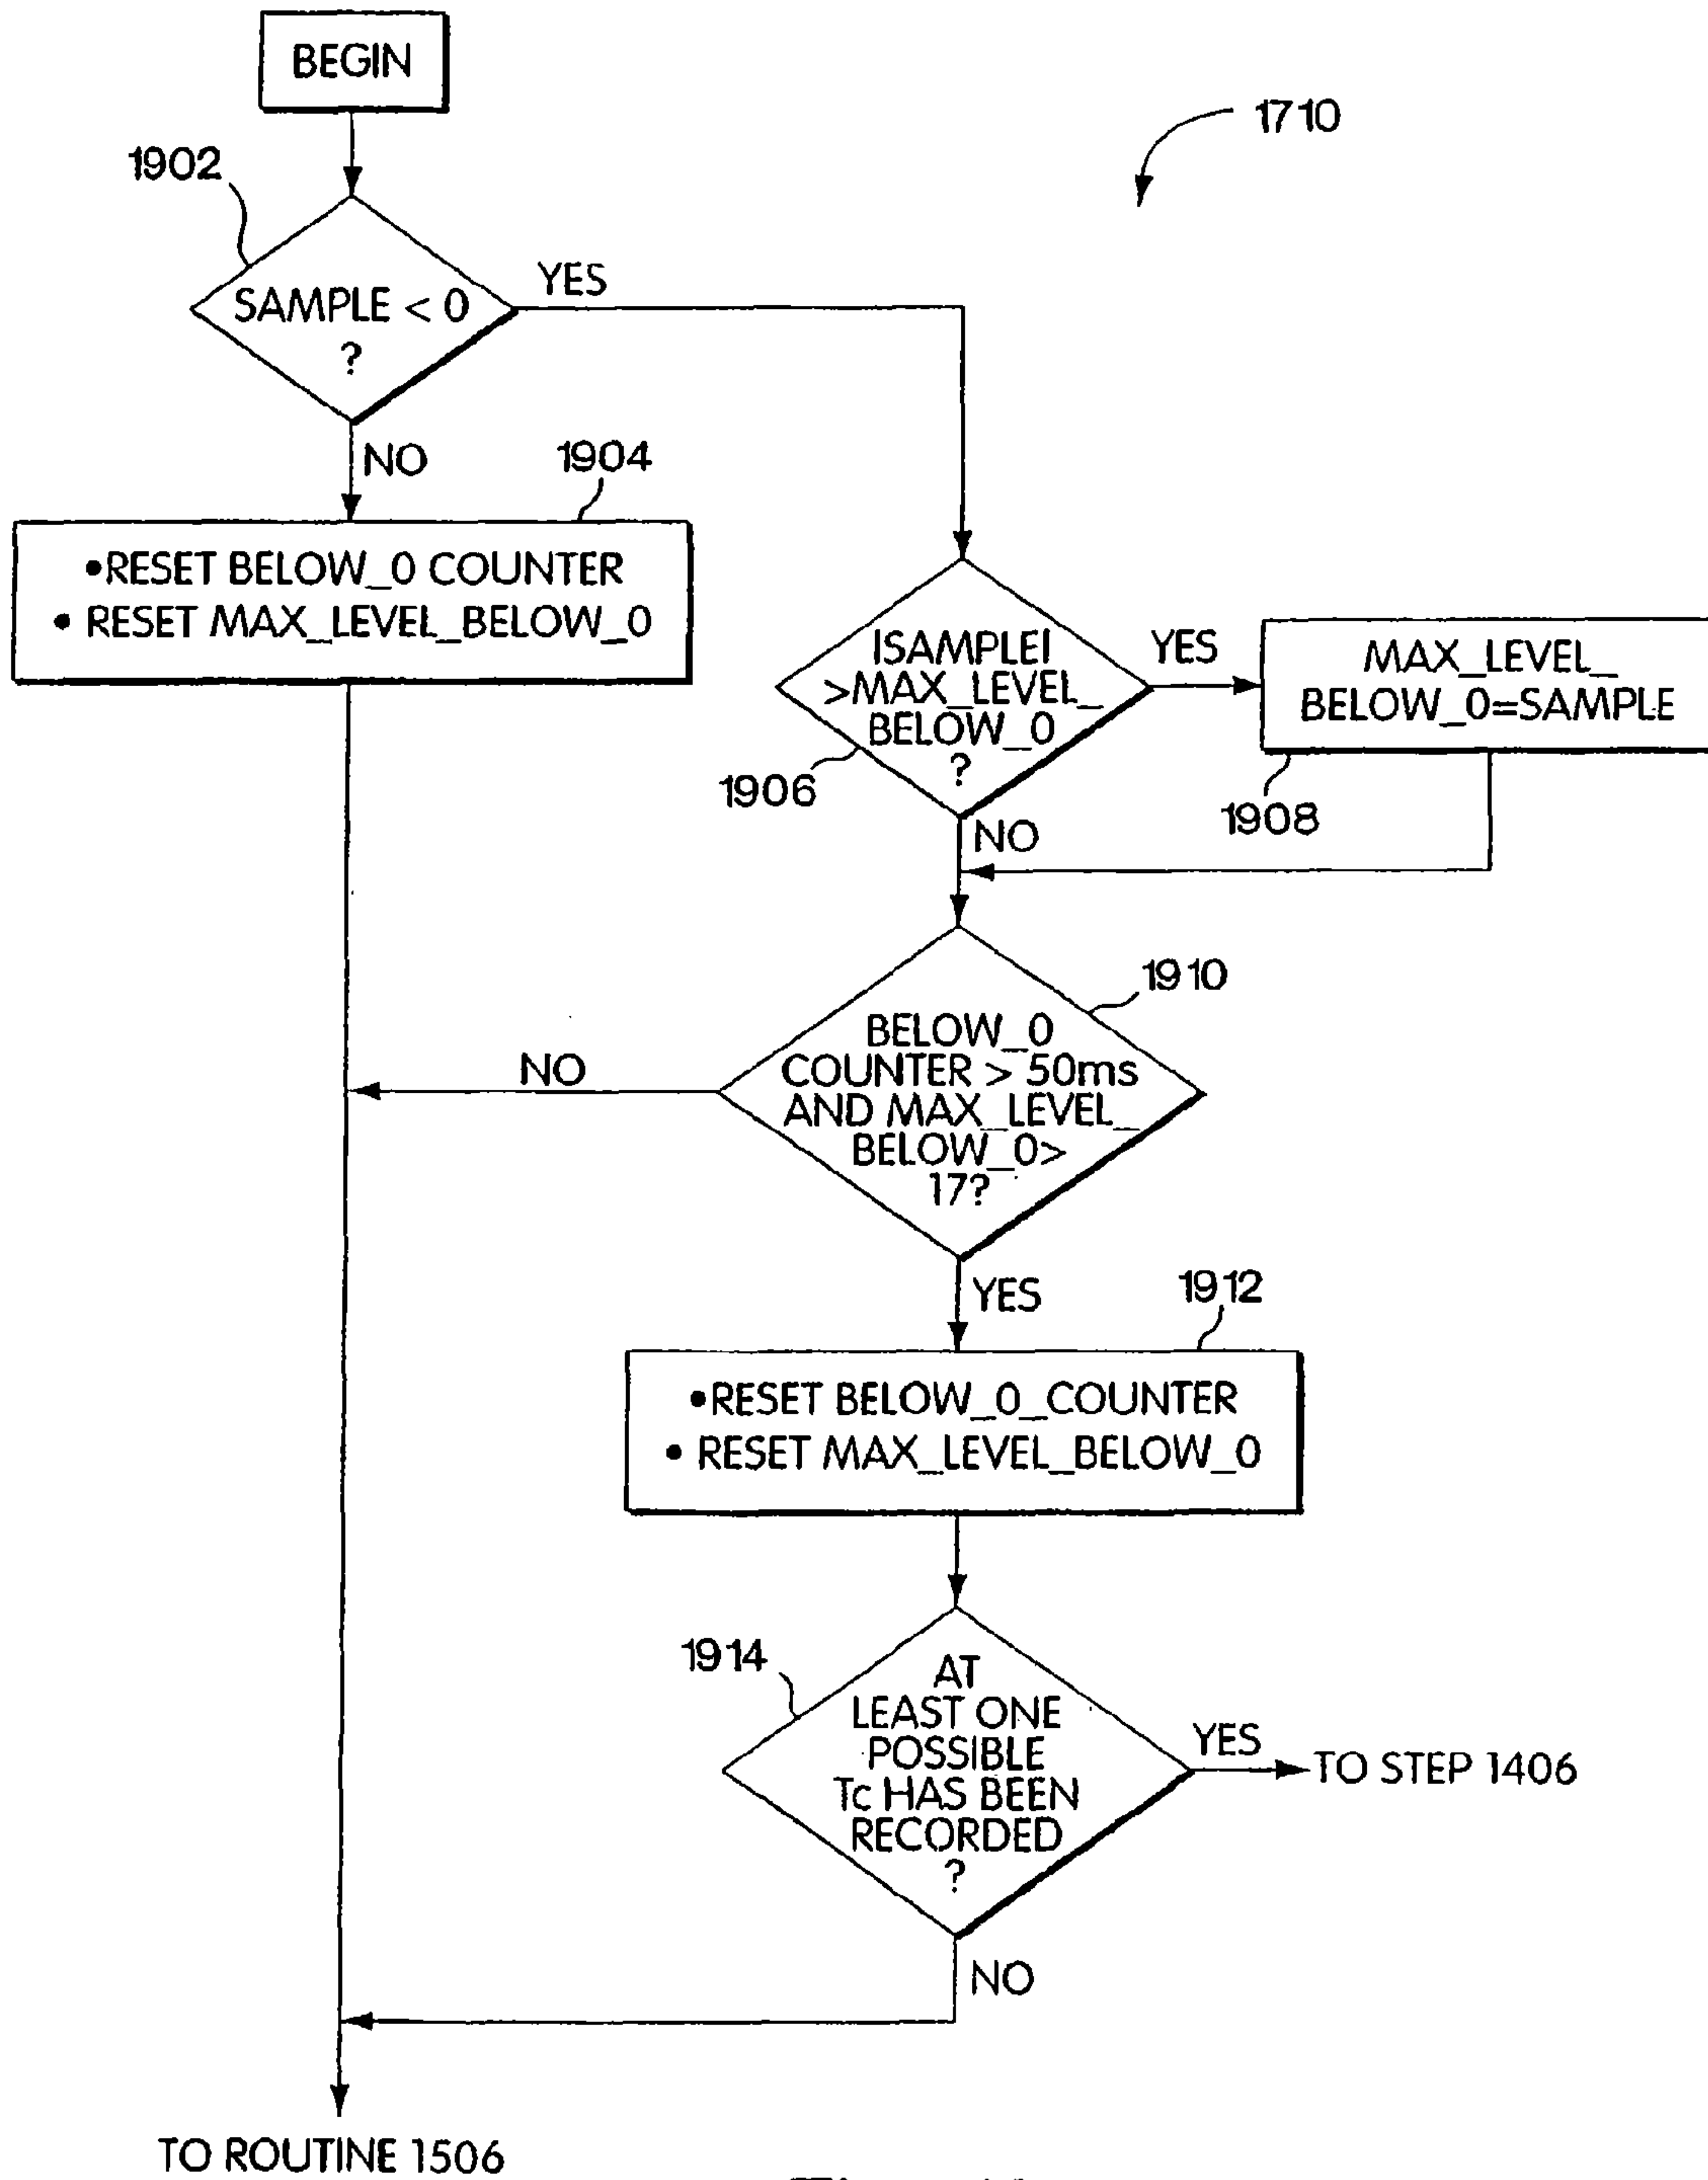 BEGIN
1710
1902
SAMPLE < 0
?
YES
NO
1904
•RESET BELOW_0 COUNTER
• RESET MAX_LEVEL_BELOW_0
|SAMPLE|
>MAX_LEVEL_
BELOW_0
?
YES
MAX_LEVEL_
BELOW_0=SAMPLE
1906
1908
NO
1910
BELOW_0
COUNTER > 50ms
AND MAX_LEVEL_
BELOW_0>
17?
NO
YES
1912
•RESET BELOW_0_COUNTER
• RESET MAX_LEVEL_BELOW_0
1914
AT
LEAST ONE
POSSIBLE
Tc HAS BEEN
RECORDED
?
YES
TO STEP 1406
NO
TO ROUTINE 1506